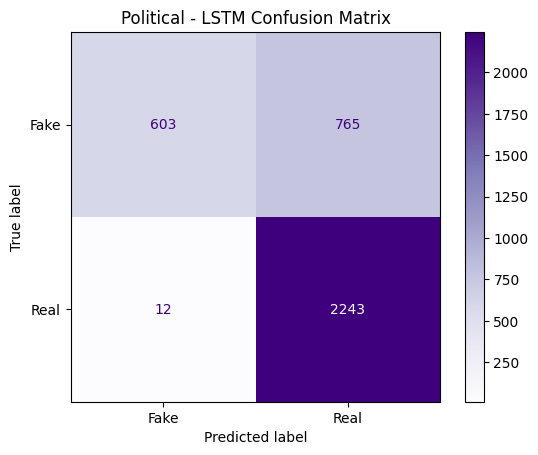 Political - LSTM Confusion Matrix
Fake
603
765
Real
12
2243
Fake
Real
True label
Predicted label
2000
1750
1500
1250
1000
750
500
250